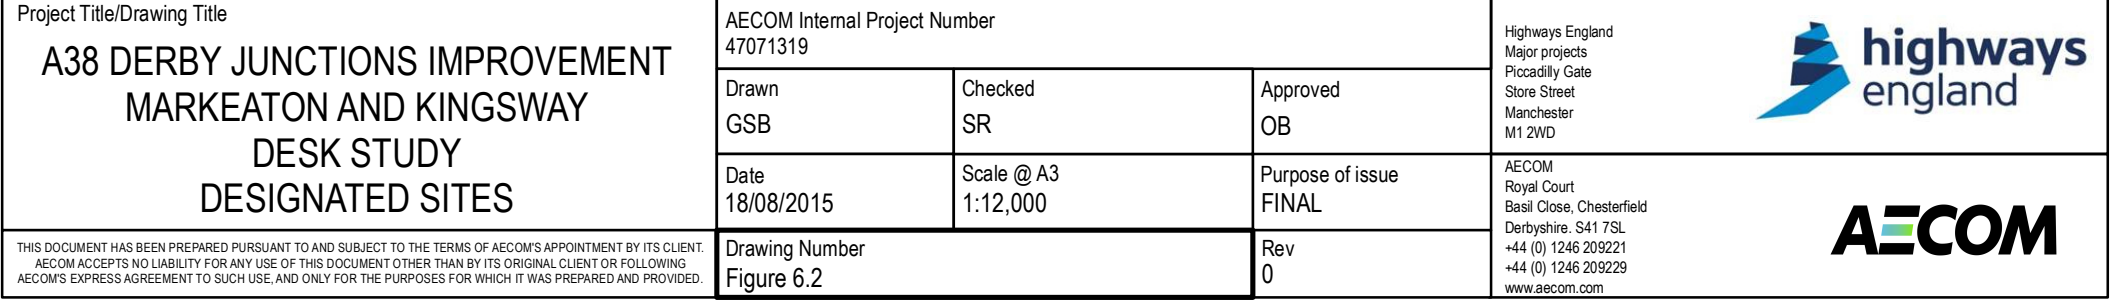 Project Title/Drawing Title
A38 DERBY JUNCTIONS IMPROVEMENT
MARKEATON AND KINGSWAY
DESK STUDY
DESIGNATED SITES
THIS DOCUMENT HAS BEEN PREPARED PURSUANT TO AND SUBJECT TO THE TERMS OF AECOM'S APPOINTMENT BY ITS CLIENT.
AECOM ACCEPTS NO LIABILITY FOR ANY USE OF THIS DOCUMENT OTHER THAN BY ITS ORIGINAL CLIENT OR FOLLOWING
AECOM'S EXPRESS AGREEMENT TO SUCH USE, AND ONLY FOR THE PURPOSES FOR WHICH IT WAS PREPARED AND PROVIDED.
AECOM Internal Project Number
47071319
Drawn
GSB
Checked
SR
Approved
OB
Date
18/08/2015
Scale @ A3
1:12,000
Purpose of issue
FINAL
Drawing Number
Figure 6.2
Rev
0
Highways England
Major projects
Piccadilly Gate
Store Street
Manchester
M1 2WD
highways
england
AECOM
Royal Court
Basil Close, Chesterfield
Derbyshire. S41 7SL
+44 (0) 1246 209221
+44 (0) 1246 209229
www.aecom.com
AECOM